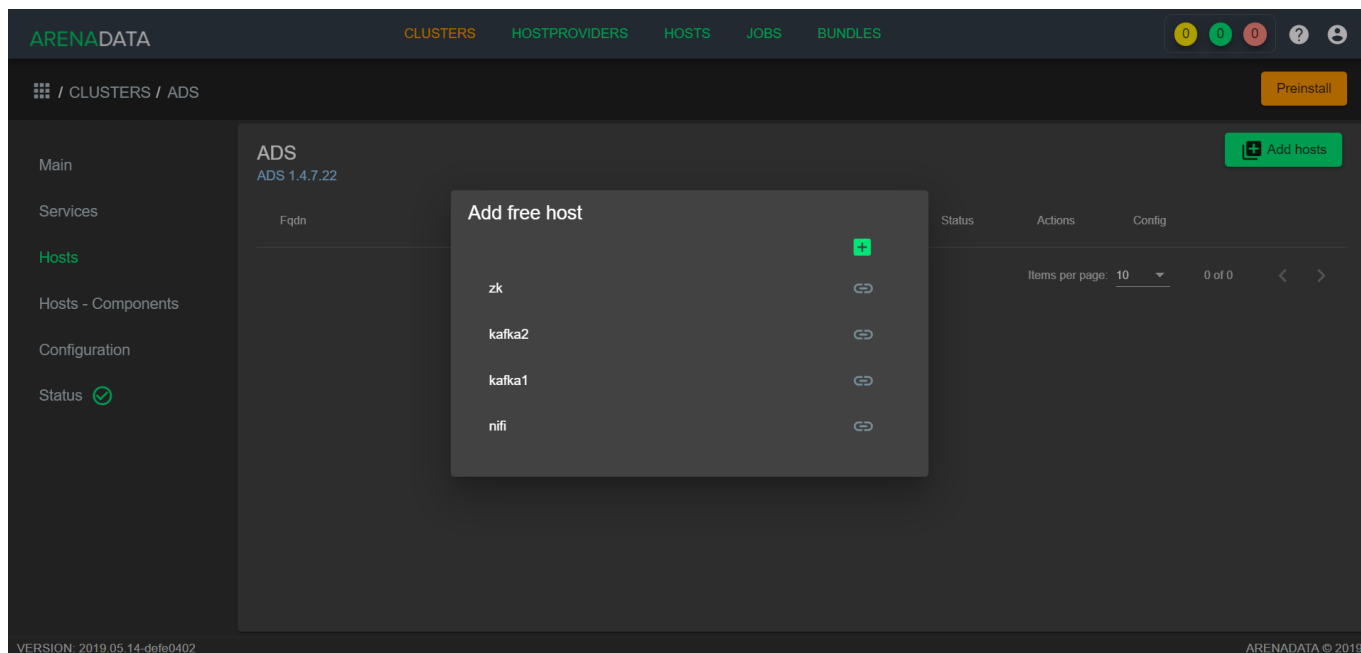 ARENADATA CLUSTERS HOSTPROVIDERS HOSTS JOBS BUNDLES 0 0 0 ?
/ CLUSTERS / ADS Preinstall
Main
Services
Hosts
Hosts - Components
Configuration
Status
ADS
ADS 1.4.7.22
Add hosts
Fqdn Status Actions Config
Items per page: 10 0 of 0
Add free host
zk
kafka2
kafka1
nifi
VERSION: 2019.05.14-defe0402 ARENADATA © 2019